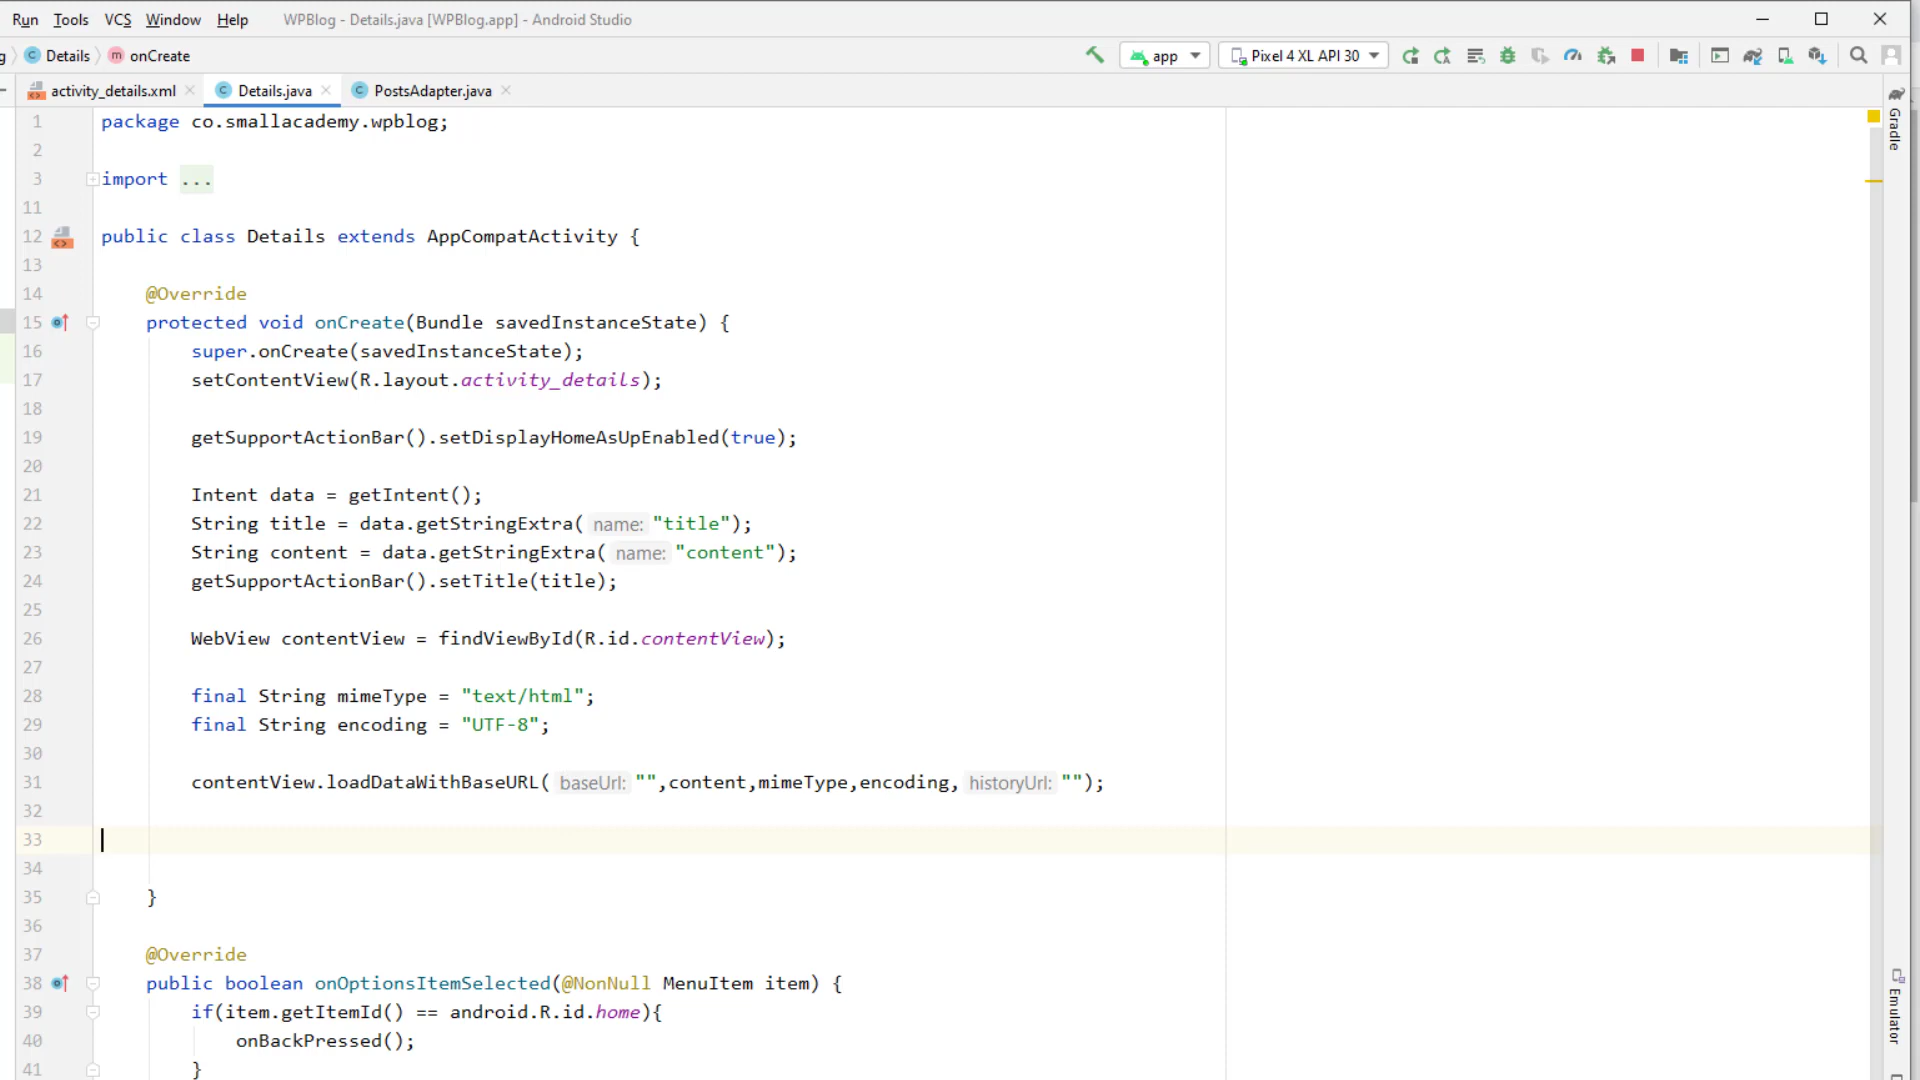 Run Tools VCS Window Help WPBlog - Details.java [WPBlog.app] - Android Studio
g Details m onCreate app Pixel 4 XL API 30
activity_details.xml Details.java PostsAdapter.java
1 package co.smallacademy.wpblog;
2
3 import ...
11
12 public class Details extends AppCompatActivity {
13
14 @Override
15 protected void onCreate(Bundle savedInstanceState) {
16 super.onCreate(savedInstanceState);
17 setContentView(R.layout.activity_details);
18
19 getSupportActionBar().setDisplayHomeAsUpEnabled(true);
20
21 Intent data = getIntent();
22 String title = data.getStringExtra( name: "title");
23 String content = data.getStringExtra( name: "content");
24 getSupportActionBar().setTitle(title);
25
26 WebView contentView = findViewById(R.id.contentView);
27
28 final String mimeType = "text/html";
29 final String encoding = "UTF-8";
30
31 contentView.loadDataWithBaseURL( baseUrl: "",content,mimeType,encoding, historyUrl: "");
32
33
34
35 }
36
37 @Override
38 public boolean onOptionsItemSelected(@NonNull MenuItem item) {
39 if(item.getItemId() == android.R.id.home){
40 onBackPressed();
41 }
Gradle
Emulator